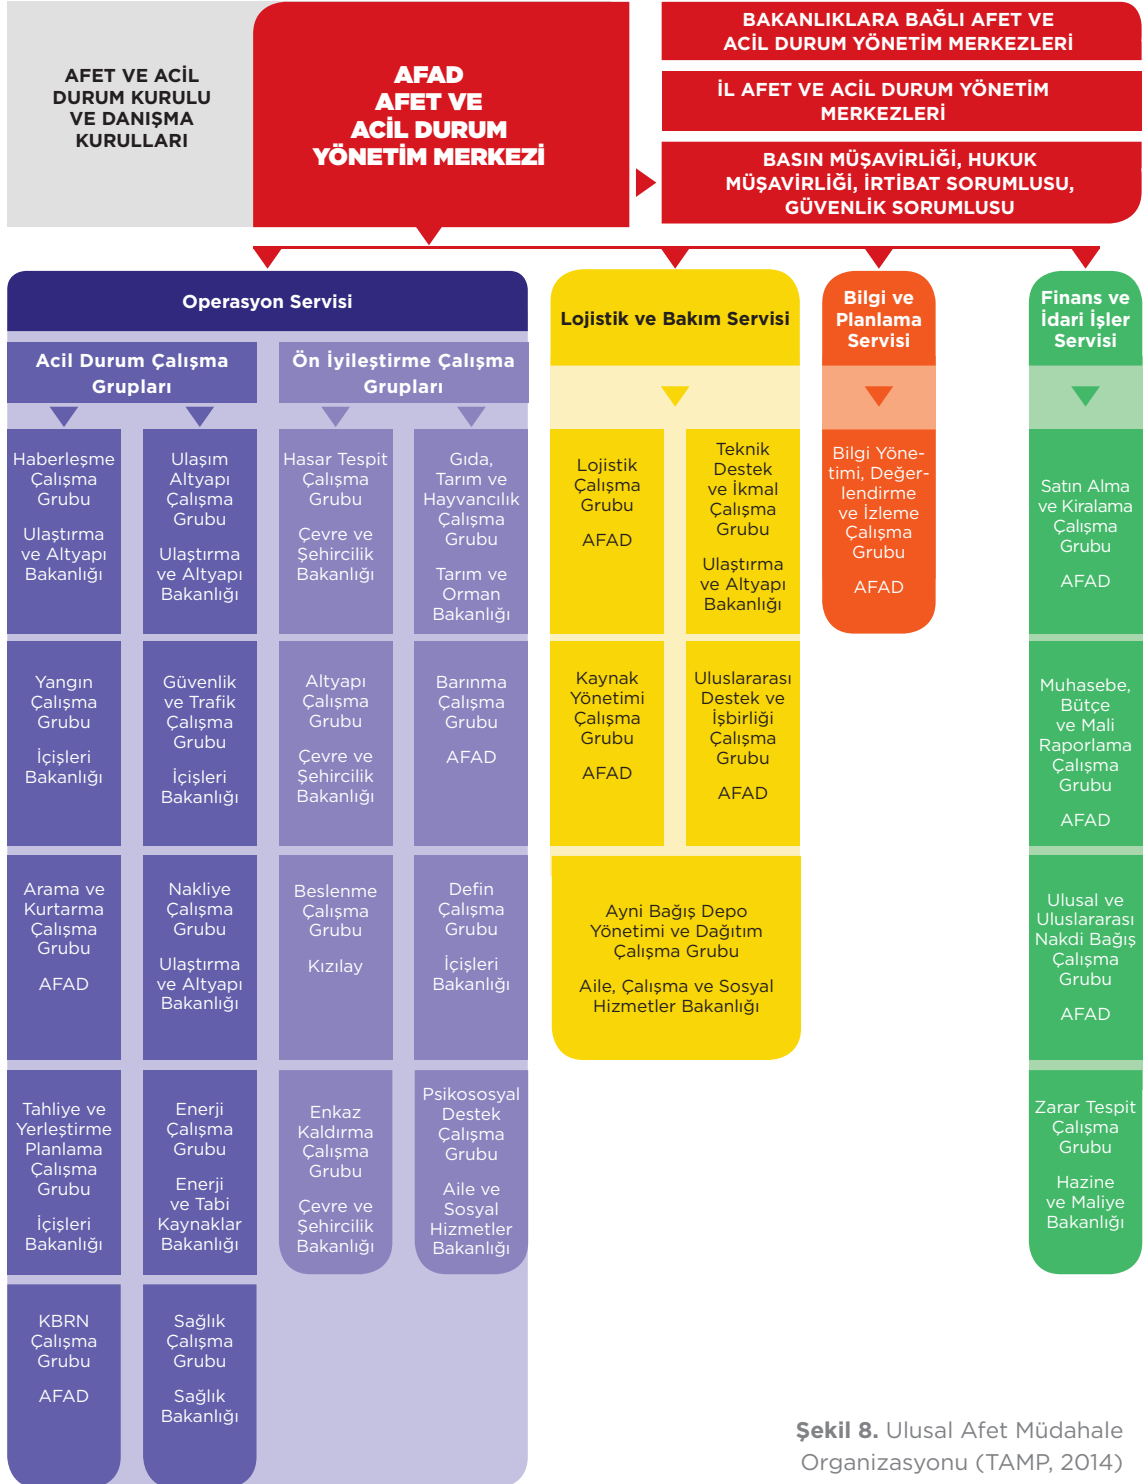 AFET VE ACİL
DURUM KURULU
VE DANIŞMA
KURULLARI
AFAD
AFET VE
ACİL DURUM
YÖNETİM MERKEZİ
BAKANLIKLARA BAĞLI AFET VE
ACİL DURUM YÖNETİM MERKEZLERİ
İL AFET VE ACİL DURUM YÖNETİM
MERKEZLERİ
BASIN MÜŞAVİRLİĞİ, HUKUK
MÜŞAVİRLİĞİ, İRTİBAT SORUMLUSU,
GÜVENLİK SORUMLUSU
Operasyon Servisi
Acil Durum Çalışma
Grupları
Haberleşme
Çalışma
Grubu
Ulaştırma
ve Altyapı
Bakanlığı
Ulaşım
Altyapı
Çalışma
Grubu
Ulaştırma
ve Altyapı
Bakanlığı
Yangın
Çalışma
Grubu
İçişleri
Bakanlığı
Güvenlik
ve Trafik
Çalışma
Grubu
İçişleri
Bakanlığı
Arama ve
Kurtarma
Çalışma
Grubu
AFAD
Nakliye
Çalışma
Grubu
Ulaştırma
ve Altyapı
Bakanlığı
Tahliye ve
Yerleştirme
Planlama
Çalışma
Grubu
İçişleri
Bakanlığı
Enerji
Çalışma
Grubu
Enerji
ve Tabi
Kaynaklar
Bakanlığı
KBRN
Çalışma
Grubu
AFAD
Sağlık
Çalışma
Grubu
Sağlık
Bakanlığı
Ön İyileştirme Çalışma
Grupları
Hasar Tespit
Çalışma
Grubu
Çevre ve
Şehircilik
Bakanlığı
Gıda,
Tarım ve
Hayvancılık
Çalışma
Grubu
Tarım ve
Orman
Bakanlığı
Altyapı
Çalışma
Grubu
Çevre ve
Şehircilik
Bakanlığı
Barınma
Çalışma
Grubu
AFAD
Beslenme
Çalışma
Grubu
Kızılay
Defin
Çalışma
Grubu
İçişleri
Bakanlığı
Enkaz
Kaldırma
Çalışma
Grubu
Çevre ve
Şehircilik
Bakanlığı
Psikososyal
Destek
Çalışma
Grubu
Aile ve
Sosyal
Hizmetler
Bakanlığı
Lojistik ve Bakım Servisi
Lojistik
Çalışma
Grubu
AFAD
Teknik
Destek
ve İkmal
Çalışma
Grubu
Ulaştırma
ve Altyapı
Bakanlığı
Kaynak
Yönetimi
Çalışma
Grubu
AFAD
Uluslararası
Destek ve
İşbirliği
Çalışma
Grubu
AFAD
Ayni Bağış Depo
Yönetimi ve Dağıtım
Çalışma Grubu
Aile, Çalışma ve Sosyal
Hizmetler Bakanlığı
Bilgi ve
Planlama
Servisi
Bilgi Yöne-
timi, Değer-
lendirme
ve İzleme
Çalışma
Grubu
AFAD
Finans ve
İdari İşler
Servisi
Satın Alma
ve Kiralama
Çalışma
Grubu
AFAD
Muhasebe,
Bütçe
ve Mali
Raporlama
Çalışma
Grubu
AFAD
Ulusal ve
Uluslararası
Nakdi Bağış
Çalışma
Grubu
AFAD
Zarar Tespit
Çalışma
Grubu
Hazine
ve Maliye
Bakanlığı
Şekil 8. Ulusal Afet Müdahale
Organizasyonu (TAMP, 2014)